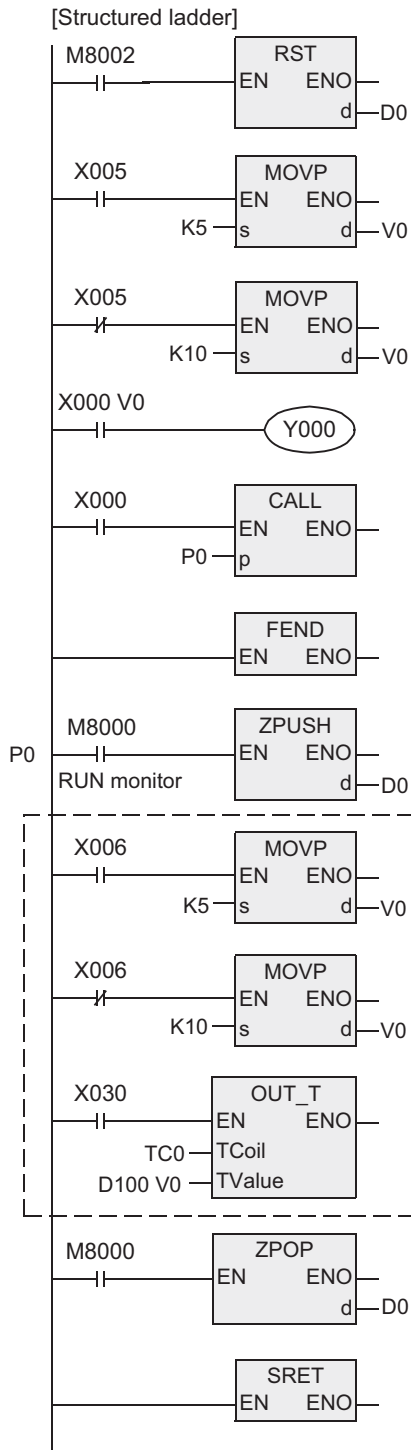 [Structured ladder]
M8002 RST
EN ENO
d D0
X005 MOVP
EN ENO
K5 s d V0
X005 MOVP
EN ENO
K10 s d V0
X000 V0
Y000
X000 CALL
EN ENO
P0 p
FEND
EN ENO
M8000 ZPUSH
P0 EN ENO
RUN monitor d D0
X006 MOVP
EN ENO
K5 s d V0
X006 MOVP
EN ENO
K10 s d V0
X030 OUT_T
EN ENO
TC0 TCoil
D100 V0 TValue
M8000 ZPOP
EN ENO
d D0
SRET
EN ENO